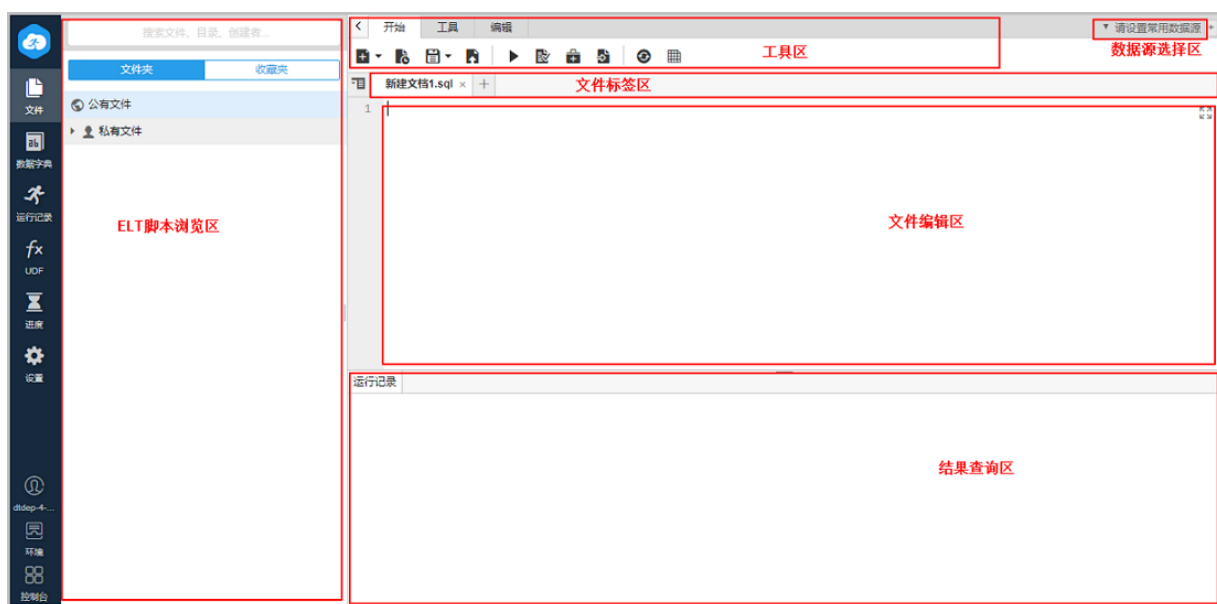 搜索文件、目录、创建者...
文件夹
收藏夹
公有文件
私有文件
ELT脚本浏览区
文件
数据字典
运行记录
fx
UDF
进度
设置
dtdep-4-...
环境
控制台
开始
工具
编辑
工具区
请设置常用数据源
数据源选择区
新建文档1.sql × +
文件标签区
1
文件编辑区
运行记录
结果查询区